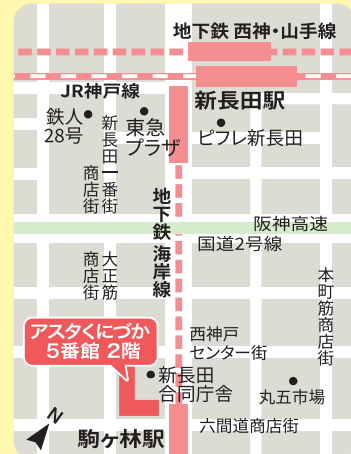 地下鉄 西神・山手線
JR神戸線
新長田駅
鉄人
28号
東急
プラザ
ピフレ新長田
新長田一番街
商店街
地下鉄 海岸線
阪神高速
国道2号線
大正筋
商店街
本町筋商店街
アスタくにづか
5番館 2階
西神戸
センター街
新長田
合同庁舎
丸五市場
六間道商店街
駒ヶ林駅
N